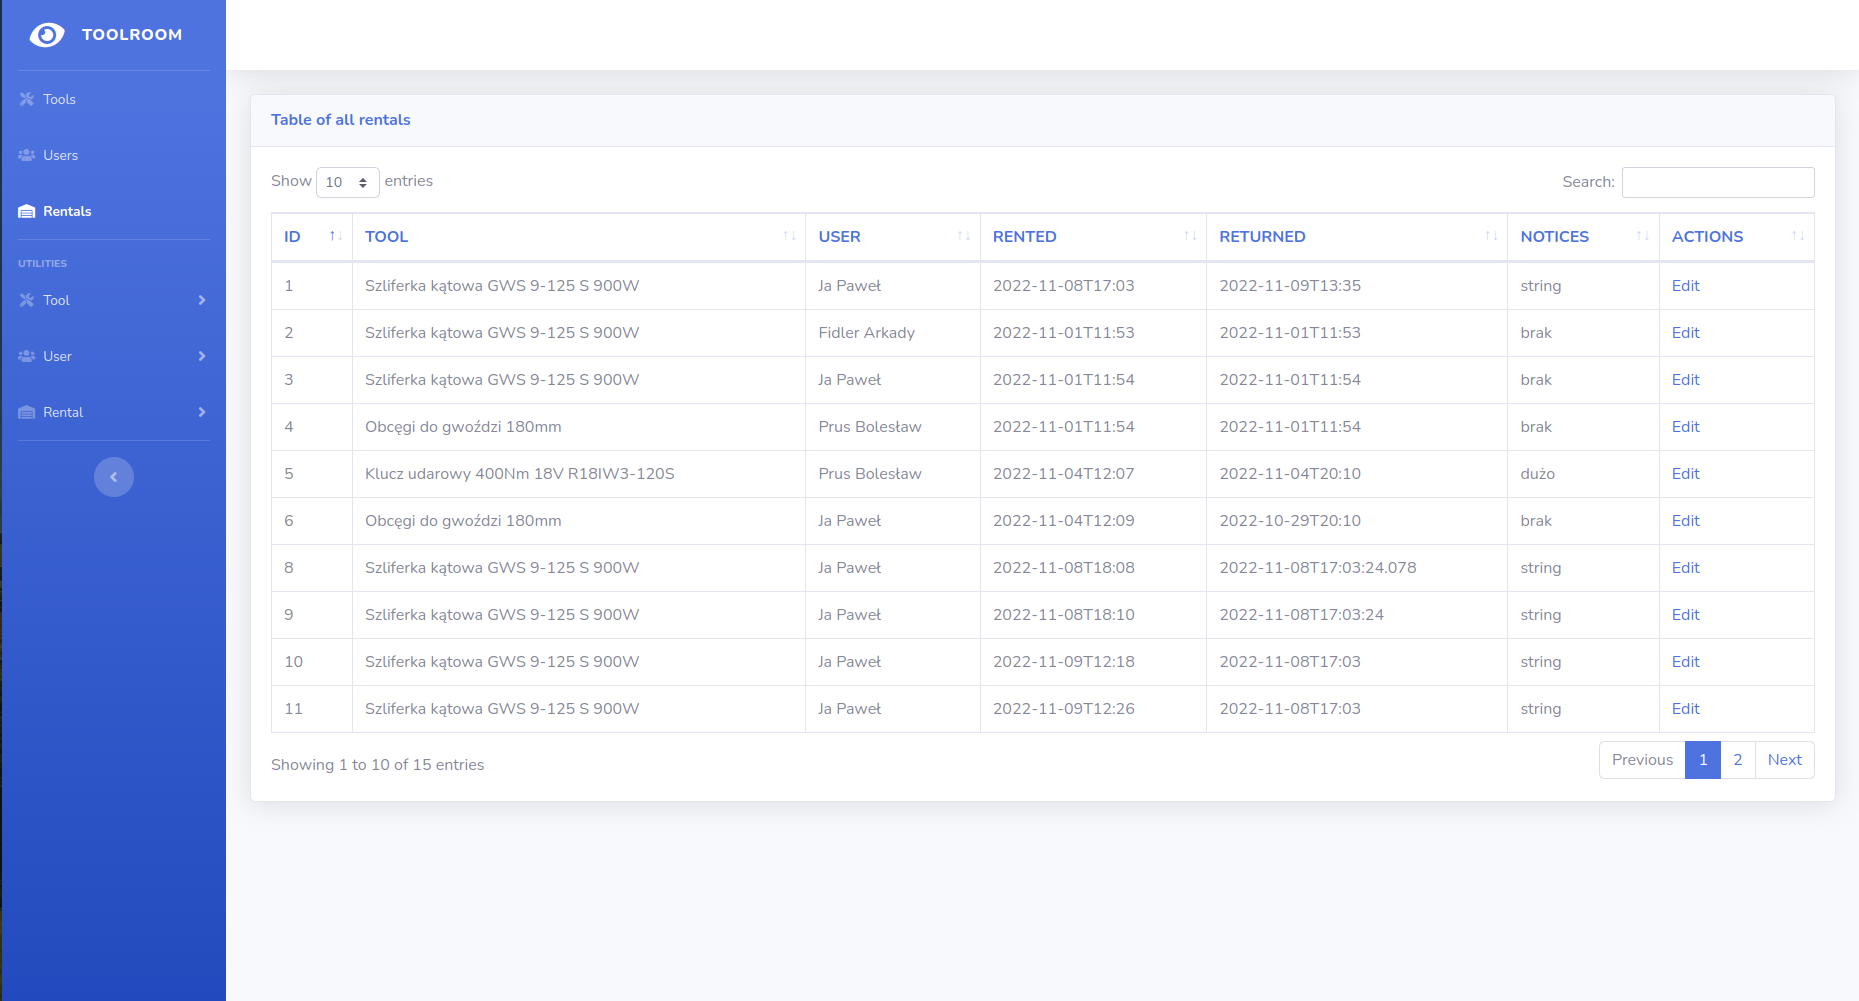 TOOLROOM
Tools
Users
Rentals
UTILITIES
Tool
User
Rental
Table of all rentals
Show 10 entries Search:
ID TOOL USER RENTED RETURNED NOTICES ACTIONS
1 Szliferka kątowa GWS 9-125 S 900W Ja Paweł 2022-11-08T17:03 2022-11-09T13:35 string Edit
2 Szliferka kątowa GWS 9-125 S 900W Fidler Arkady 2022-11-01T11:53 2022-11-01T11:53 brak Edit
3 Szliferka kątowa GWS 9-125 S 900W Ja Paweł 2022-11-01T11:54 2022-11-01T11:54 brak Edit
4 Obcęgi do gwoździ 180mm Prus Bolesław 2022-11-01T11:54 2022-11-01T11:54 brak Edit
5 Klucz udarowy 400Nm 18V R18IW3-120S Prus Bolesław 2022-11-04T12:07 2022-11-04T20:10 dużo Edit
6 Obcęgi do gwoździ 180mm Ja Paweł 2022-11-04T12:09 2022-10-29T20:10 brak Edit
8 Szliferka kątowa GWS 9-125 S 900W Ja Paweł 2022-11-08T18:08 2022-11-08T17:03:24.078 string Edit
9 Szliferka kątowa GWS 9-125 S 900W Ja Paweł 2022-11-08T18:10 2022-11-08T17:03:24 string Edit
10 Szliferka kątowa GWS 9-125 S 900W Ja Paweł 2022-11-09T12:18 2022-11-08T17:03 string Edit
11 Szliferka kątowa GWS 9-125 S 900W Ja Paweł 2022-11-09T12:26 2022-11-08T17:03 string Edit
Showing 1 to 10 of 15 entries Previous 1 2 Next